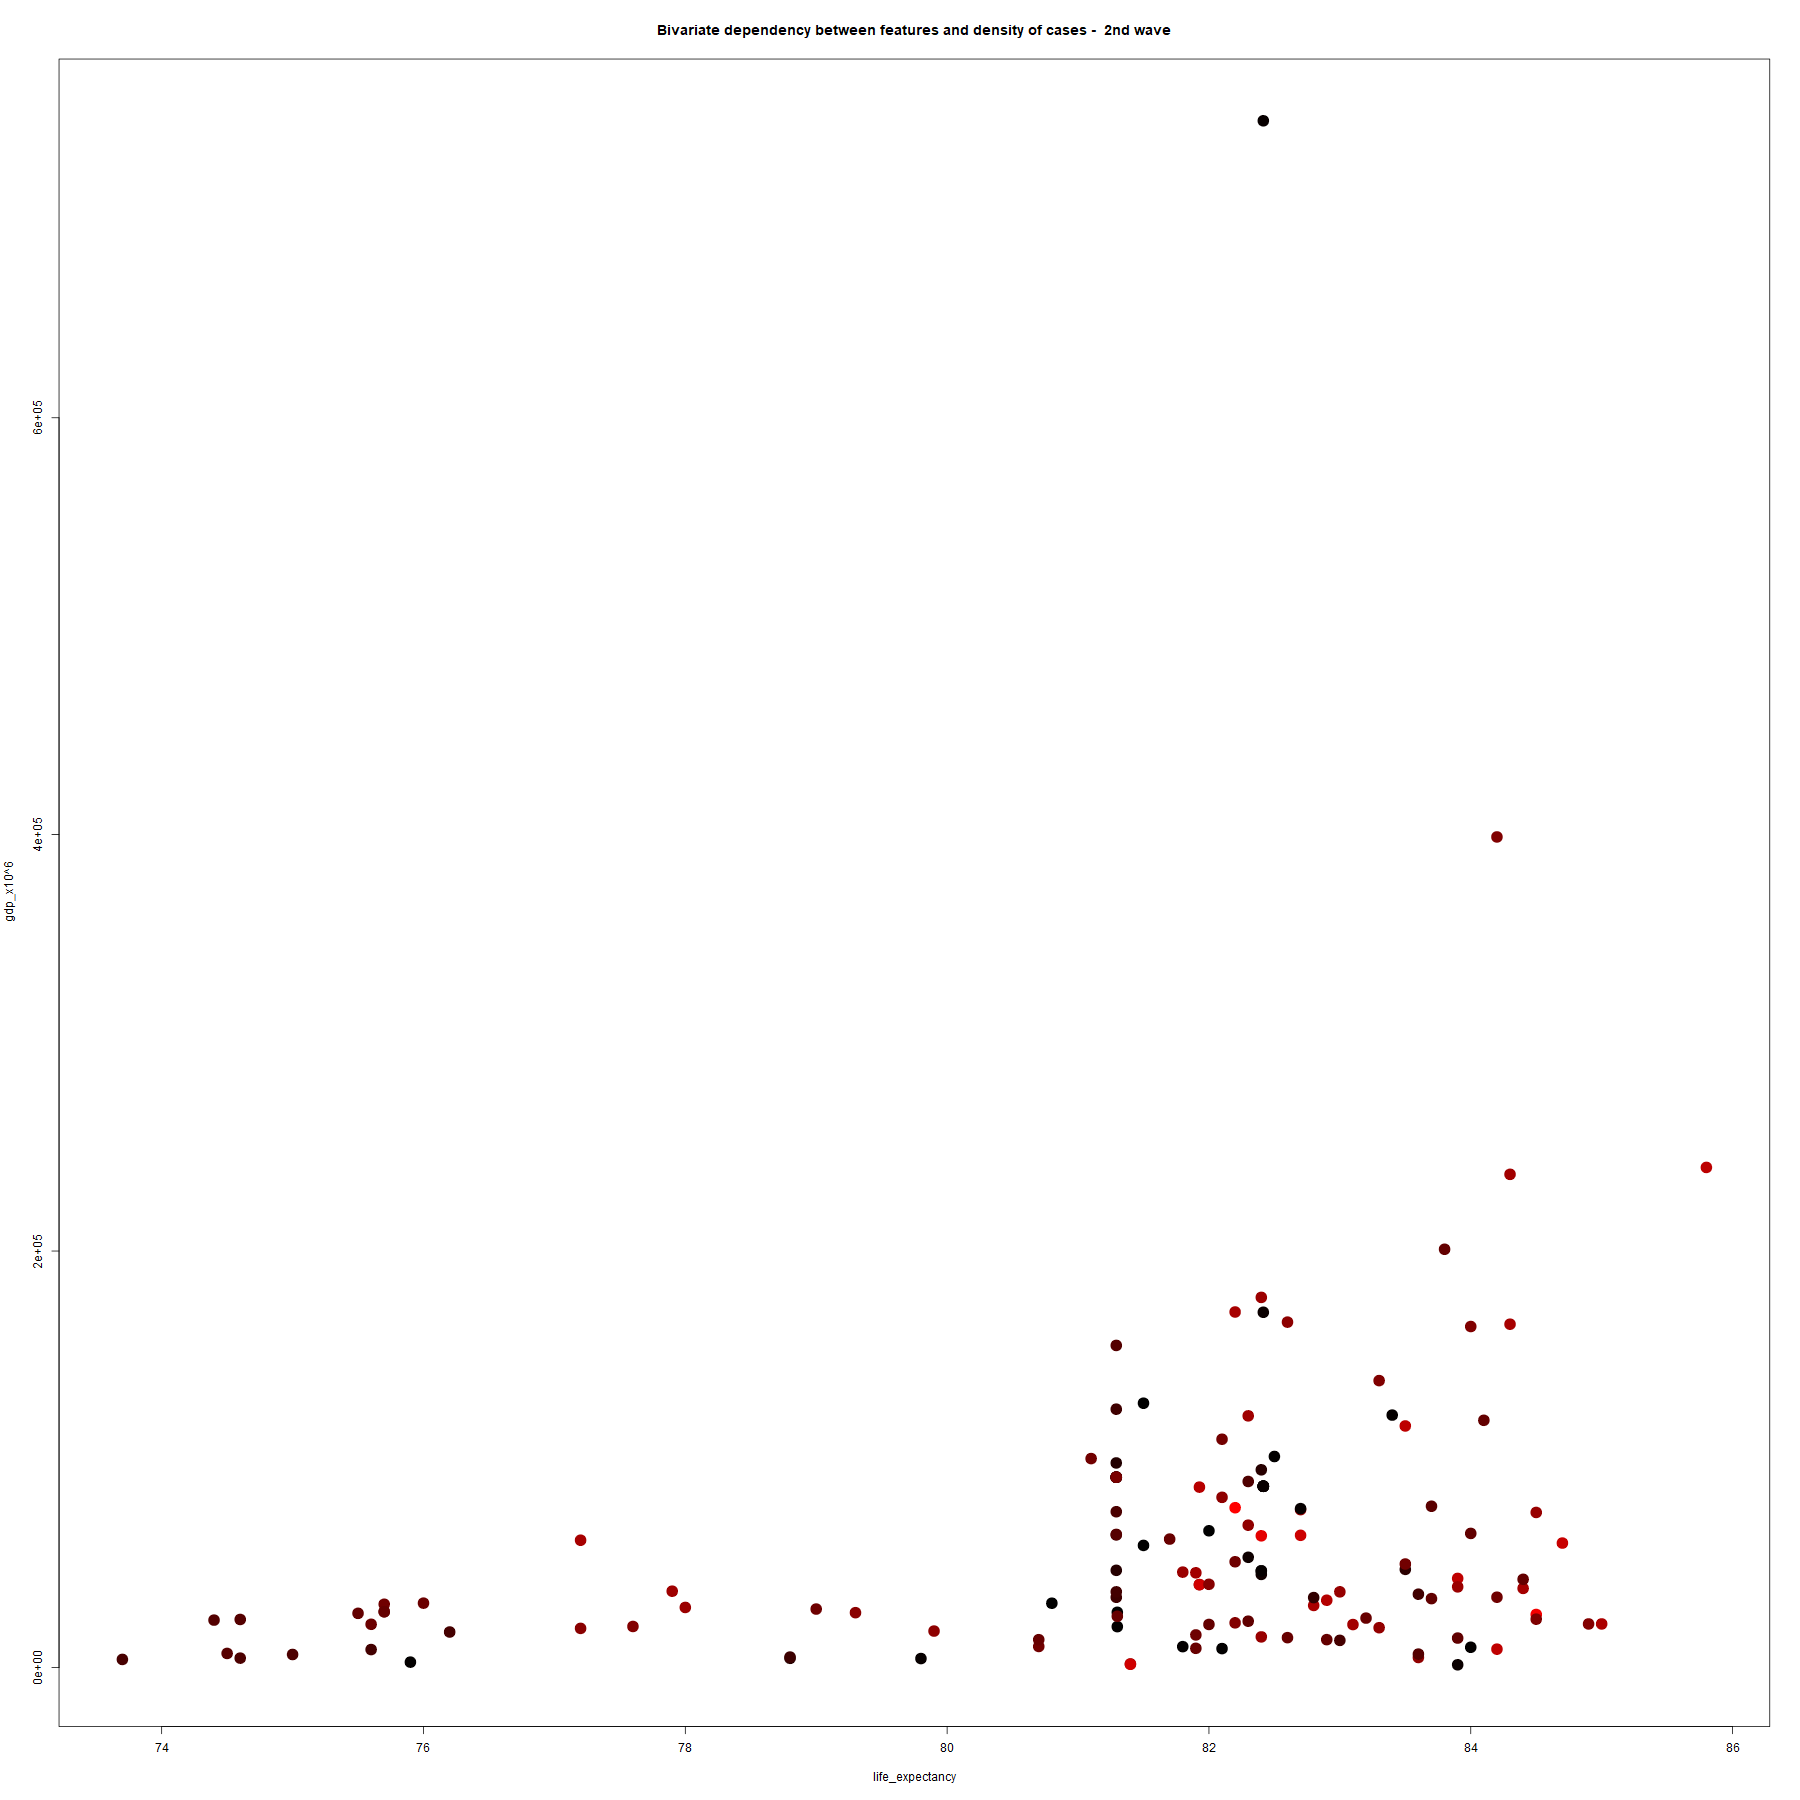 Bivariate dependency between features and density of cases -  2nd wave
6e+05
4e+05
gdp_x10^6
2e+05
0e+00
74 76 78 80 82 84 86
life_expectancy